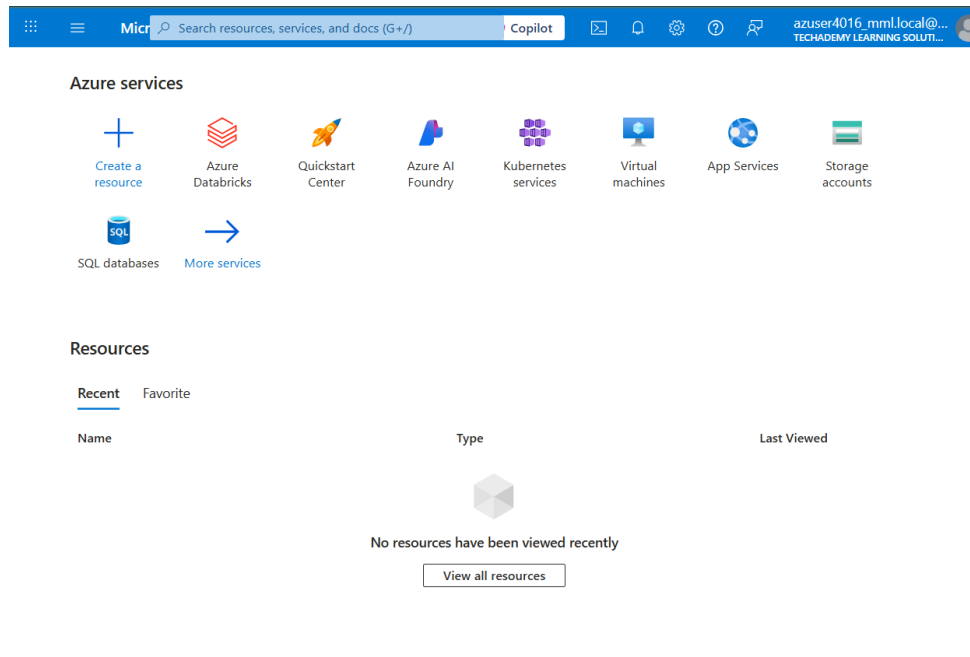 Micr
Search resources, services, and docs (G+/)
Copilot
azuser4016_mml.local@...
TECHADEMY LEARNING SOLUTI...
Azure services
Create a
resource
Azure
Databricks
Quickstart
Center
Azure AI
Foundry
Kubernetes
services
Virtual
machines
App Services
Storage
accounts
SQL
SQL databases
More services
Resources
Recent Favorite
Name Type Last Viewed
No resources have been viewed recently
View all resources